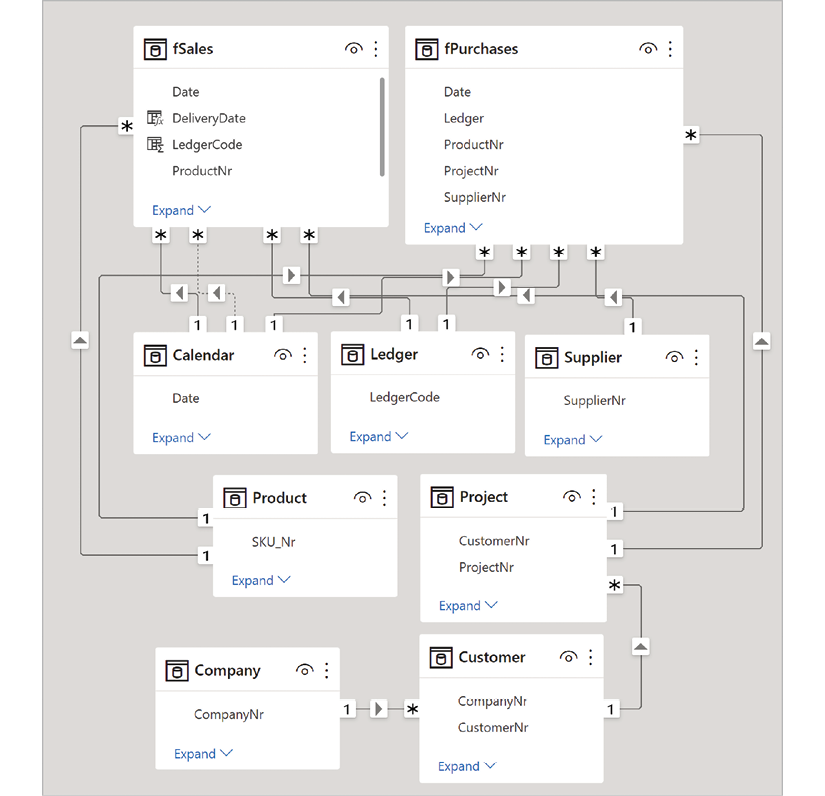 fSales
Date
DeliveryDate
LedgerCode
ProductNr
Expand
fPurchases
Date
Ledger
ProductNr
ProjectNr
SupplierNr
Expand
*
*
*
*
*
*
*
*
*
*
1
1
1
1
1
1
Calendar
Date
Expand
Ledger
LedgerCode
Expand
Supplier
SupplierNr
Expand
Product
SKU_Nr
Expand
1
1
Project
CustomerNr
ProjectNr
Expand
1
1
*
Company
CompanyNr
Expand
1
*
Customer
CompanyNr
CustomerNr
Expand
1